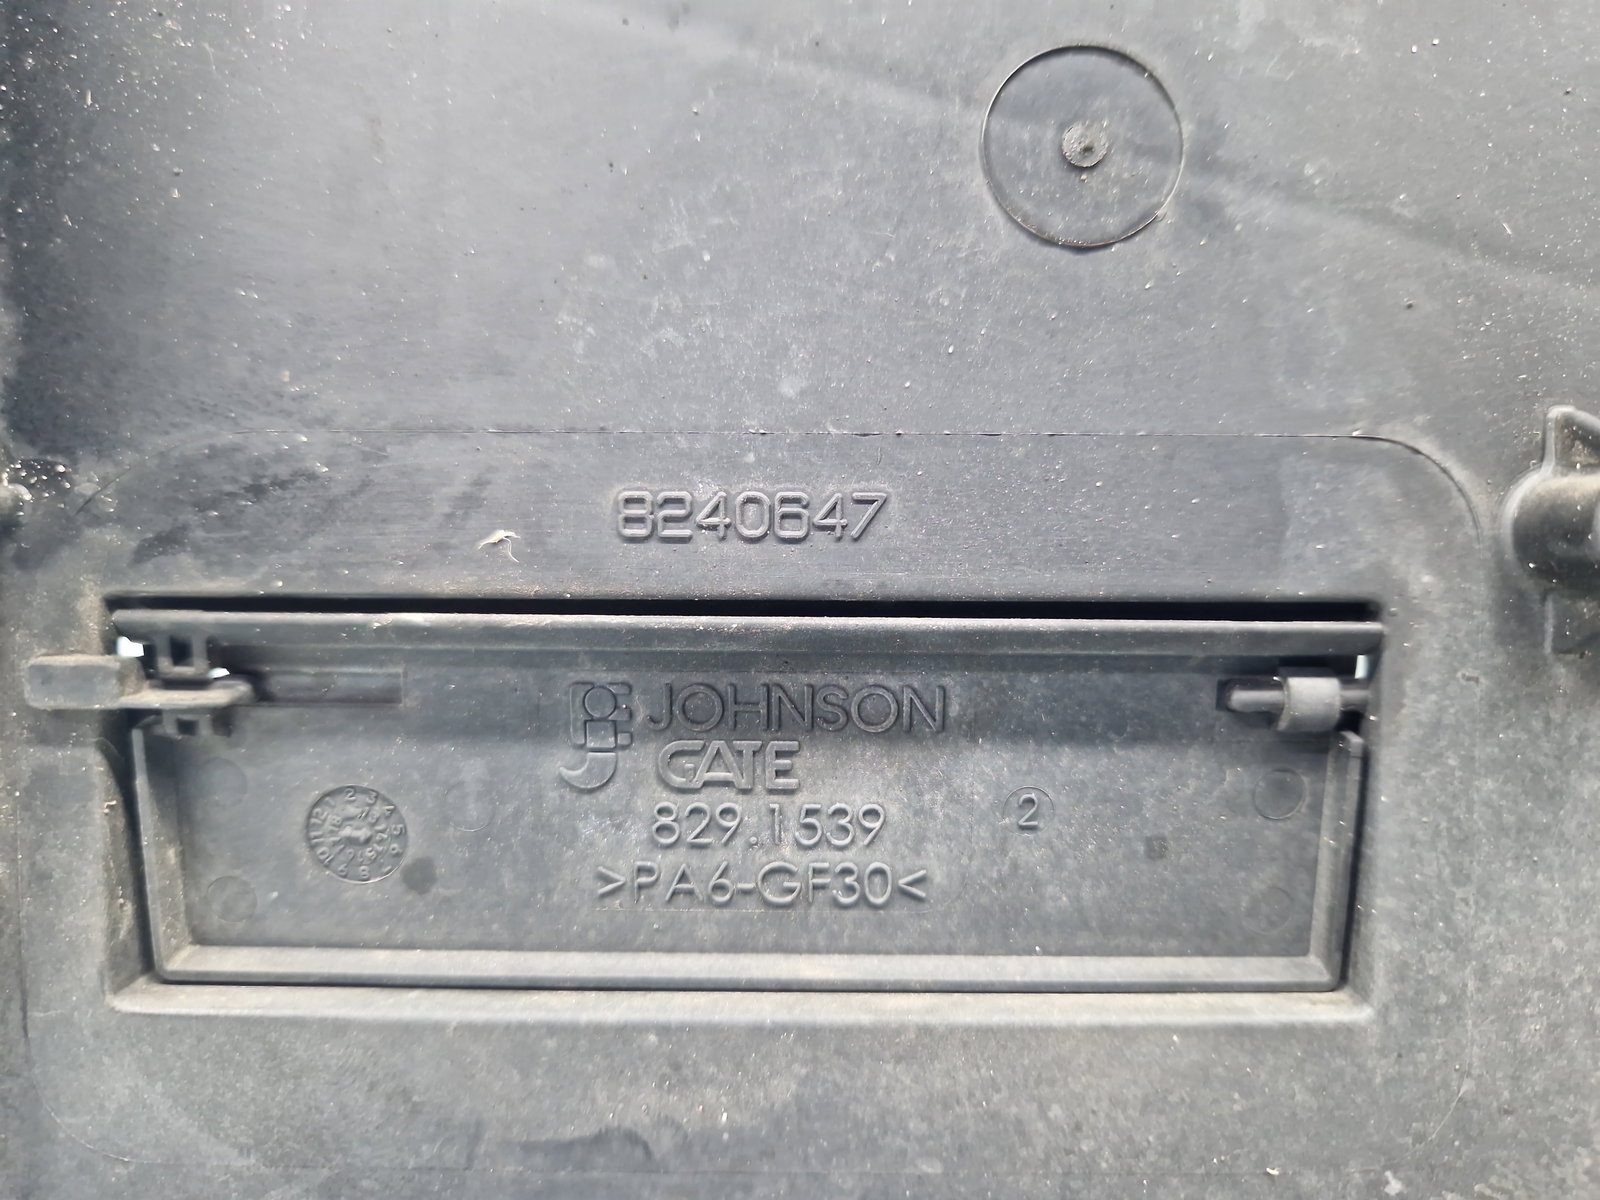 8240647
JOHNSON
GATE
829.1539
2
>PA6-GF30<